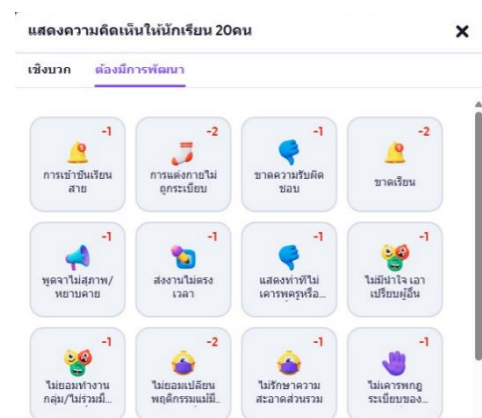 แสดงความคิดเห็นให้นักเรียน 20คน
เชิงบวก ต้องมีการพัฒนา
-1 -2 -1 -2
การเข้าชั้นเรียน
สาย
การแต่งกายไม่
ถูกระเบียบ
ขาดความรับผิด
ชอบ
ขาดเรียน
-1 -1 -1 -1
พูดจาไม่สุภาพ/
หยาบคาย
ส่งงานไม่ตรง
เวลา
แสดงท่าทีไม่
เคารพครูหรือ...
ไม่มีน้ำใจ เอา
เปรียบผู้อื่น
-1 -2 -1 -1
ไม่ยอมทำงาน
กลุ่ม/ไม่ร่วมมื...
ไม่ยอมเปลี่ยน
พฤติกรรมแม้มี...
ไม่รักษาความ
สะอาดส่วนรวม
ไม่เคารพกฎ
ระเบียบของ...